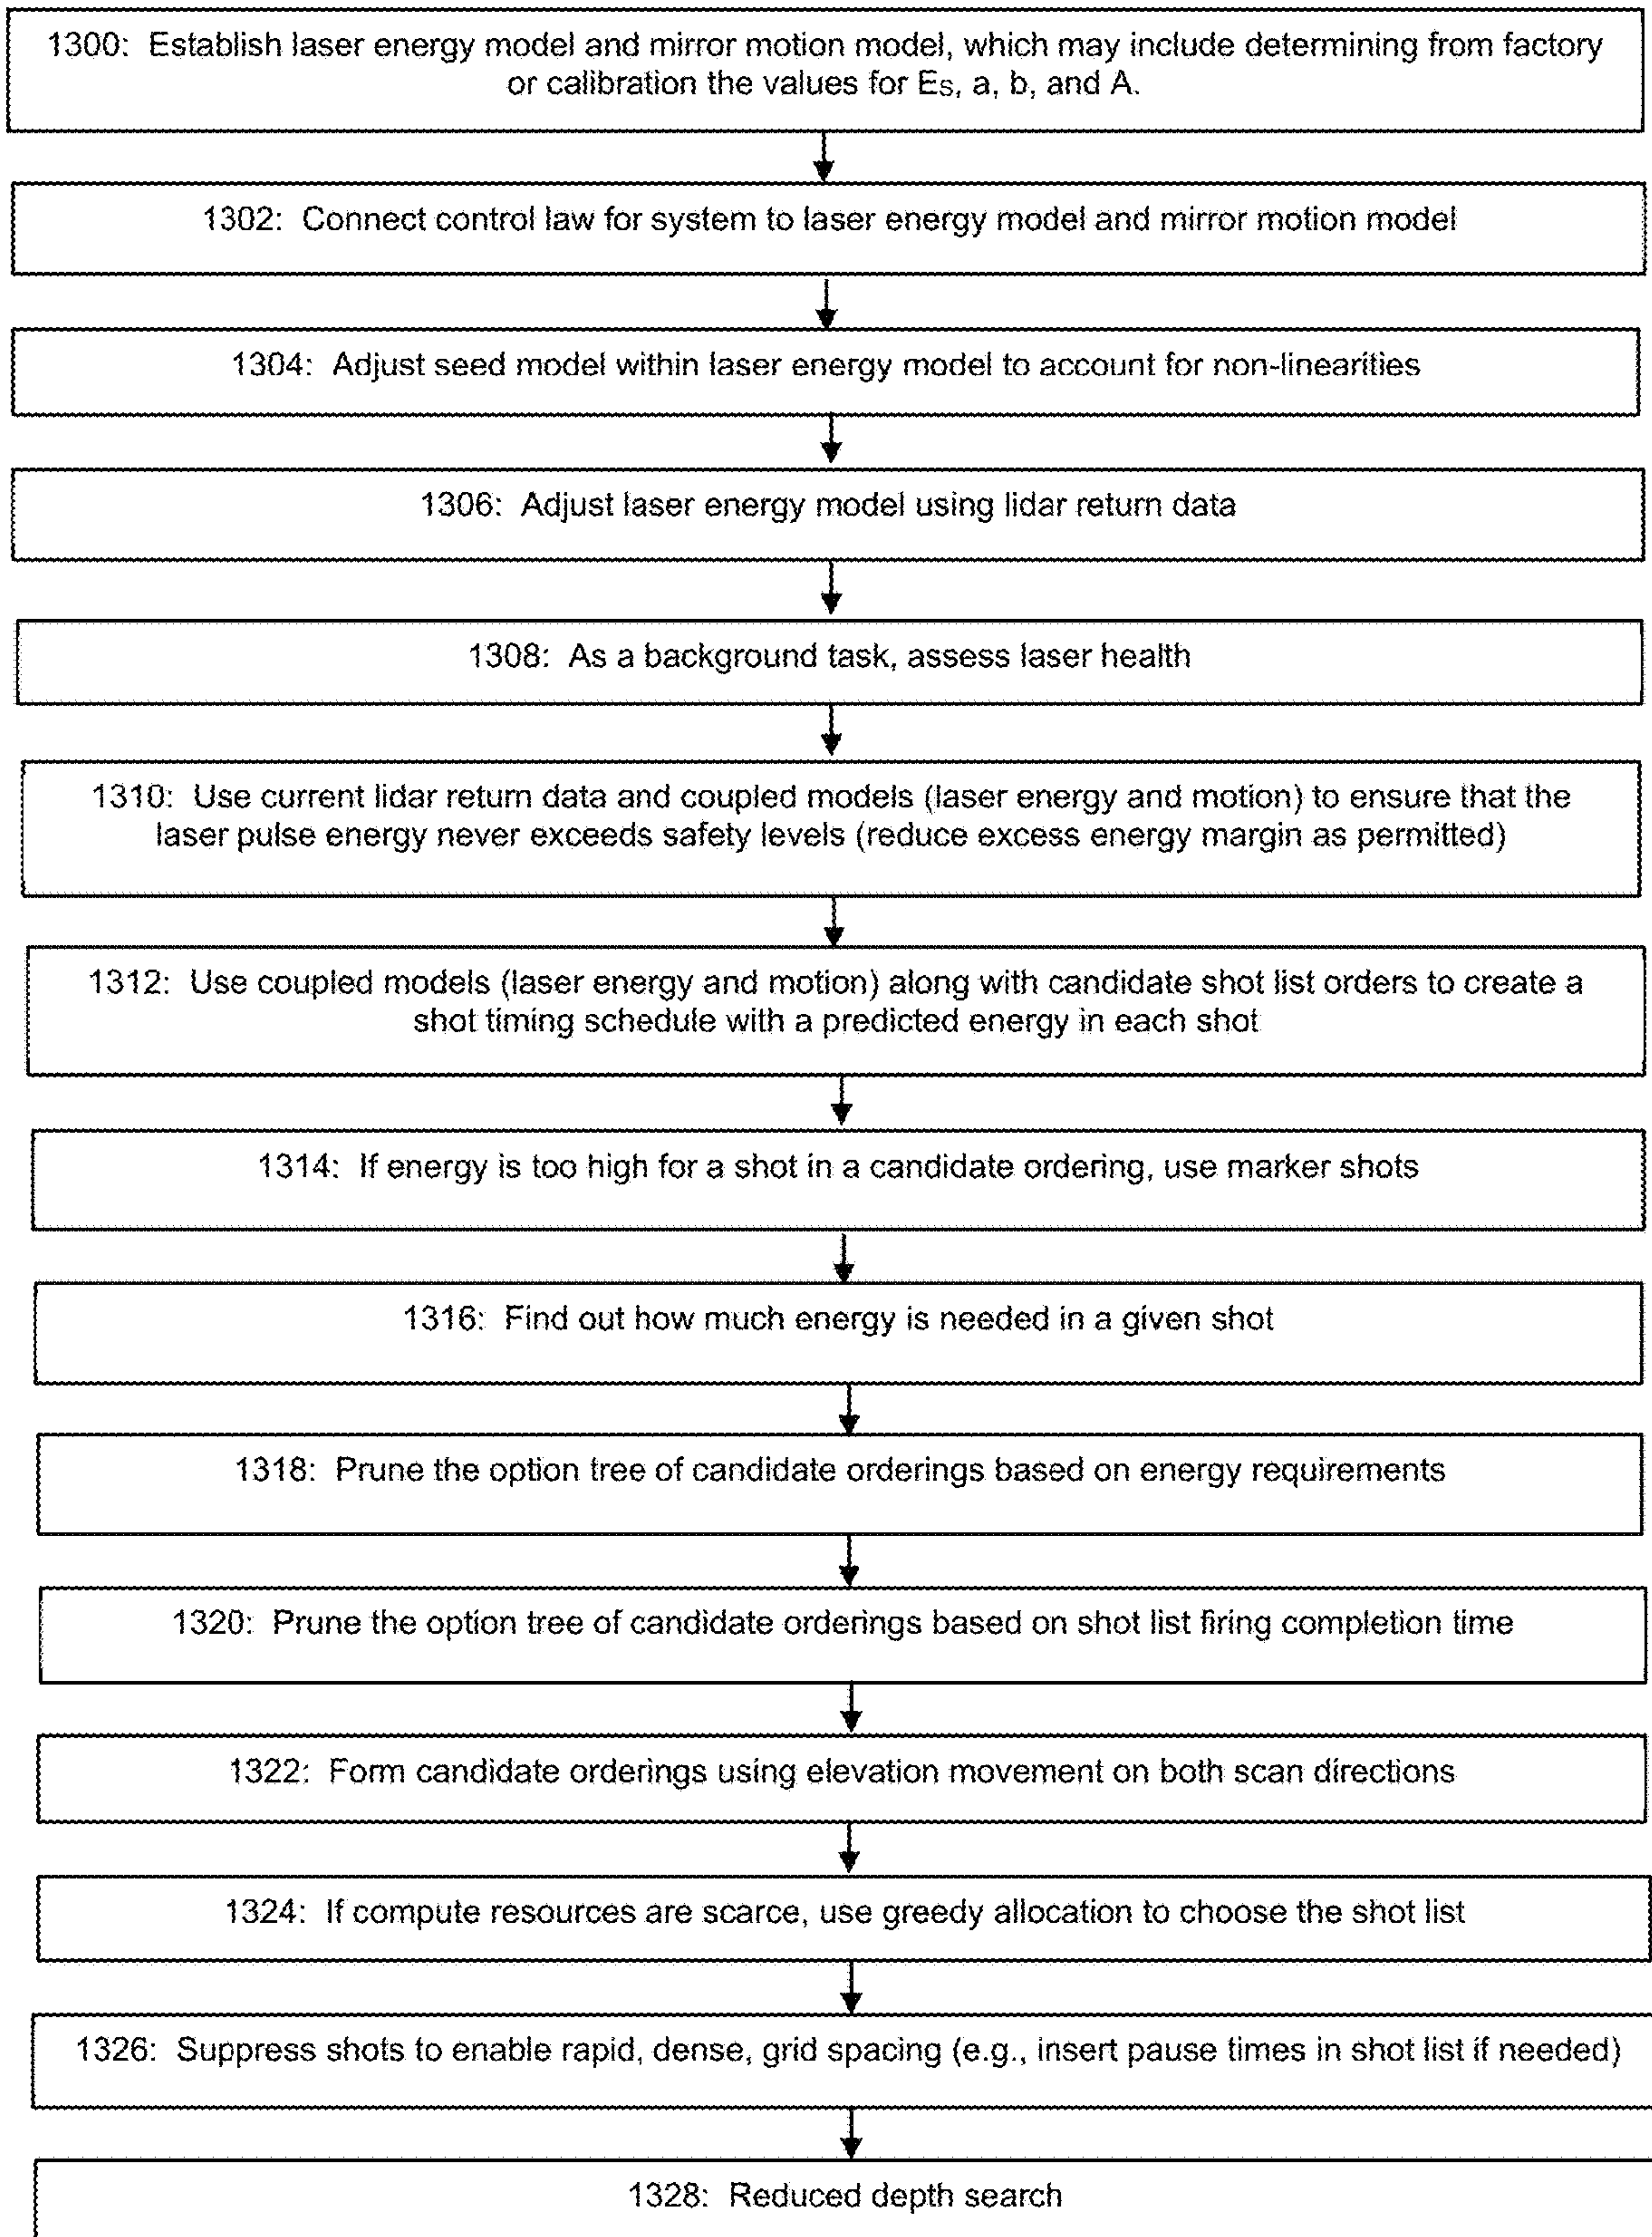 1300: Establish laser energy model and mirror motion model, which may include determining from factory
or calibration the values for ES, a, b, and A.
1302: Connect control law for system to laser energy model and mirror motion model
1304: Adjust seed model within laser energy model to account for non-linearities
1306: Adjust laser energy model using lidar return data
1308: As a background task, assess laser health
1310: Use current lidar return data and coupled models (laser energy and motion) to ensure that the
laser pulse energy never exceeds safety levels (reduce excess energy margin as permitted)
1312: Use coupled models (laser energy and motion) along with candidate shot list orders to create a
shot timing schedule with a predicted energy in each shot
1314: If energy is too high for a shot in a candidate ordering, use marker shots
1316: Find out how much energy is needed in a given shot
1318: Prune the option tree of candidate orderings based on energy requirements
1320: Prune the option tree of candidate orderings based on shot list firing completion time
1322: Form candidate orderings using elevation movement on both scan directions
1324: If compute resources are scarce, use greedy allocation to choose the shot list
1326: Suppress shots to enable rapid, dense, grid spacing (e.g., insert pause times in shot list if needed)
1328: Reduced depth search